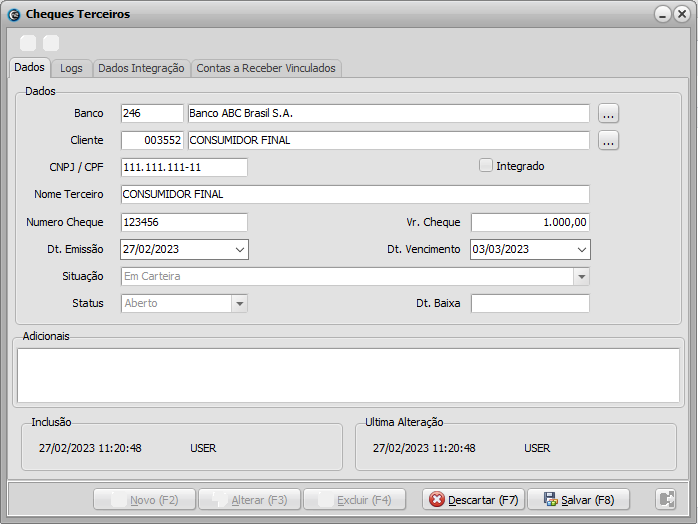 Cheques Terceiros
Dados Logs Dados Integração Contas a Receber Vinculados
Dados
Banco 246 Banco ABC Brasil S.A. ...
Cliente 003552 CONSUMIDOR FINAL ...
CNPJ / CPF 111.111.111-11 Integrado
Nome Terceiro CONSUMIDOR FINAL
Numero Cheque 123456 Vr. Cheque 1.000,00
Dt. Emissão 27/02/2023 Dt. Vencimento 03/03/2023
Situação Em Carteira
Status Aberto Dt. Baixa
Adicionais
Inclusão Ultima Alteração
27/02/2023 11:20:48 USER 27/02/2023 11:20:48 USER
Novo (F2) Alterar (F3) Excluir (F4) Descartar (F7) Salvar (F8)